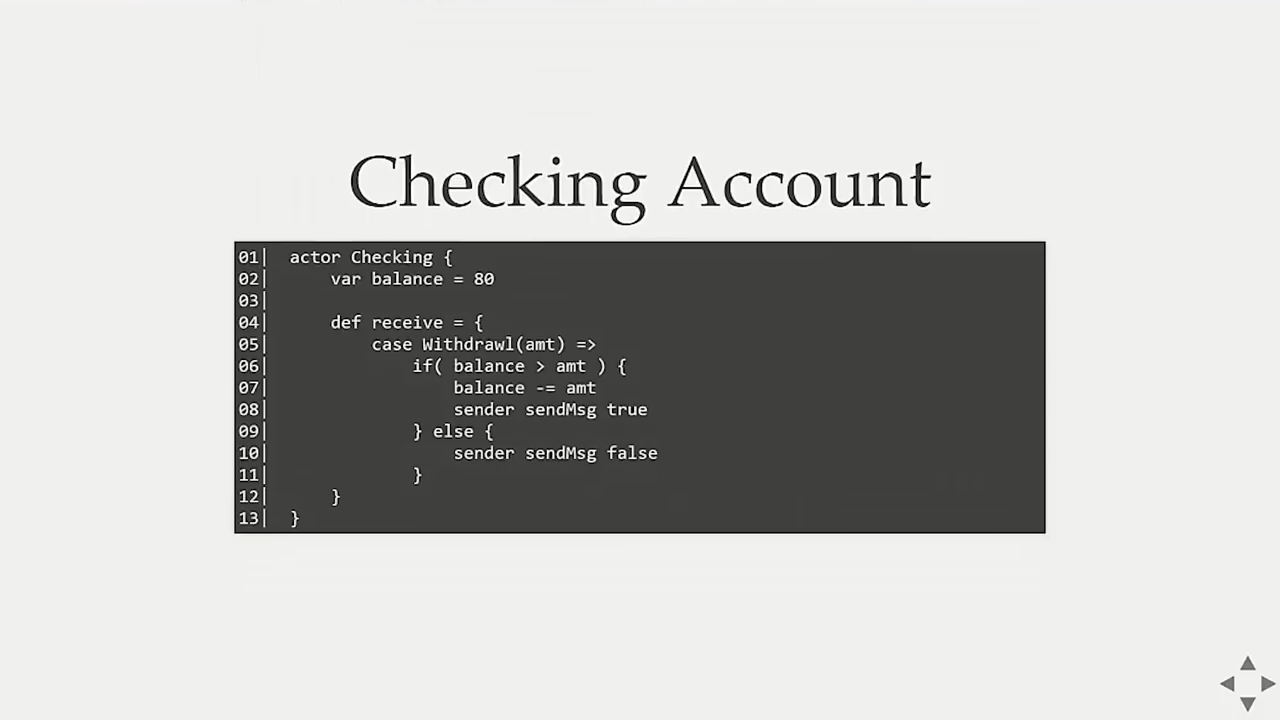 Checking Account
01|  actor Checking {
02|      var balance = 80
03|
04|      def receive = {
05|          case Withdrawl(amt) =>
06|              if( balance > amt ) {
07|                  balance -= amt
08|                  sender sendMsg true
09|              } else {
10|                  sender sendMsg false
11|              }
12|      }
13|  }